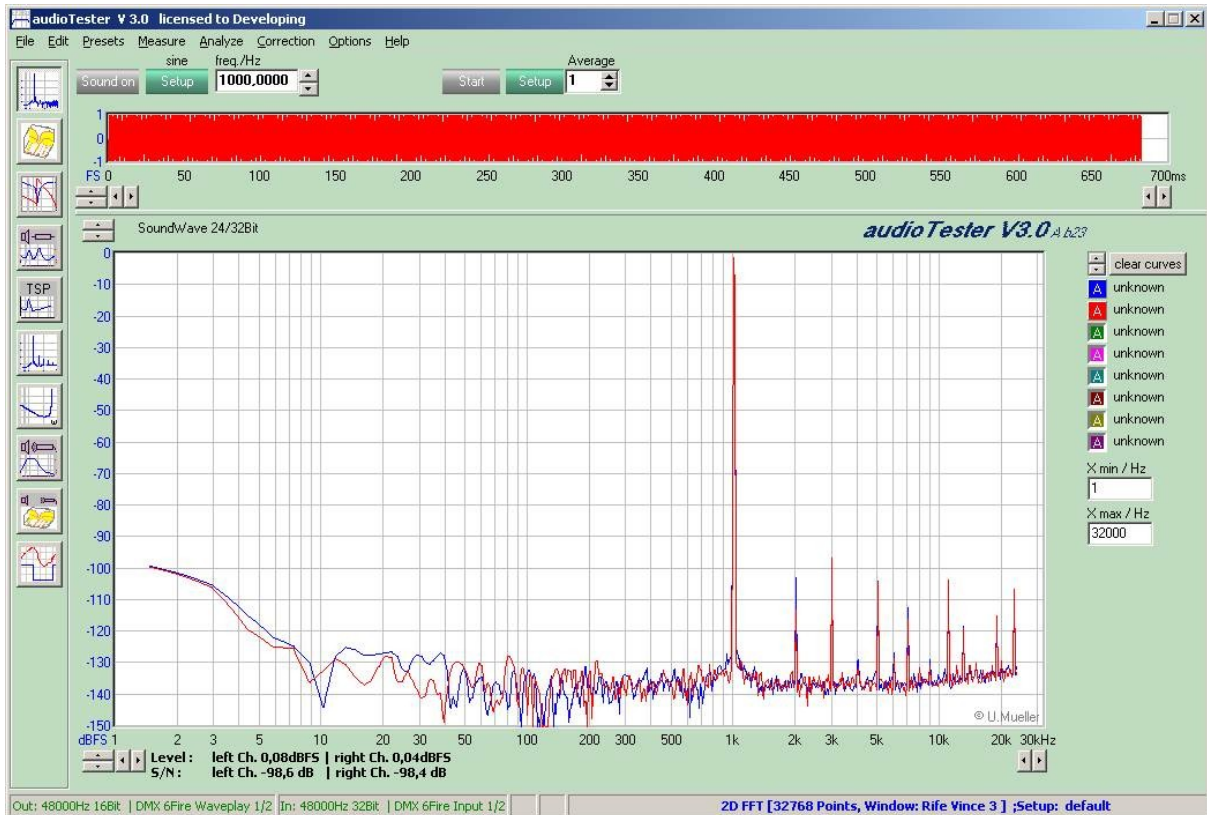 audioTester V 3.0 licensed to Developing
File Edit Presets Measure Analyze Correction Options Help
sine freq./Hz Average
Sound on Setup 1000,0000 Start Setup 1
1
0
-1
FS 0 50 100 150 200 250 300 350 400 450 500 550 600 650 700ms
SoundWave 24/32Bit
audioTester V3.0 A b23
TSP
0
-10
-20
-30
-40
-50
-60
-70
-80
-90
-100
-110
-120
-130
-140
-150
clear curves
A unknown
A unknown
A unknown
A unknown
A unknown
A unknown
A unknown
A unknown
X min / Hz
1
X max / Hz
32000
© U.Mueller
dBFS 1 2 3 5 10 20 30 50 100 200 300 500 1k 2k 3k 5k 10k 20k 30kHz
Level : left Ch. 0,08dBFS | right Ch. 0,04dBFS
S/N : left Ch. -98,6 dB | right Ch. -98,4 dB
Out: 48000Hz 16Bit | DMX 6Fire Waveplay 1/2 In: 48000Hz 32Bit | DMX 6Fire Input 1/2 2D FFT [32768 Points, Window: Rife Vince 3 ] ;Setup: default